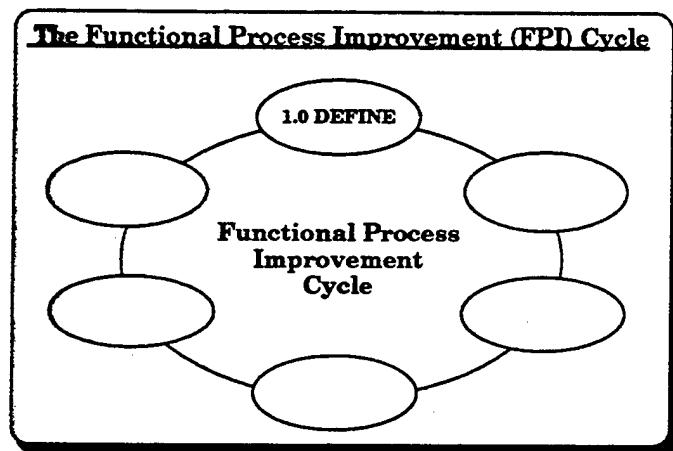 The Functional Process Improvement (FPI) Cycle
1.0 DEFINE
Functional Process
Improvement
Cycle